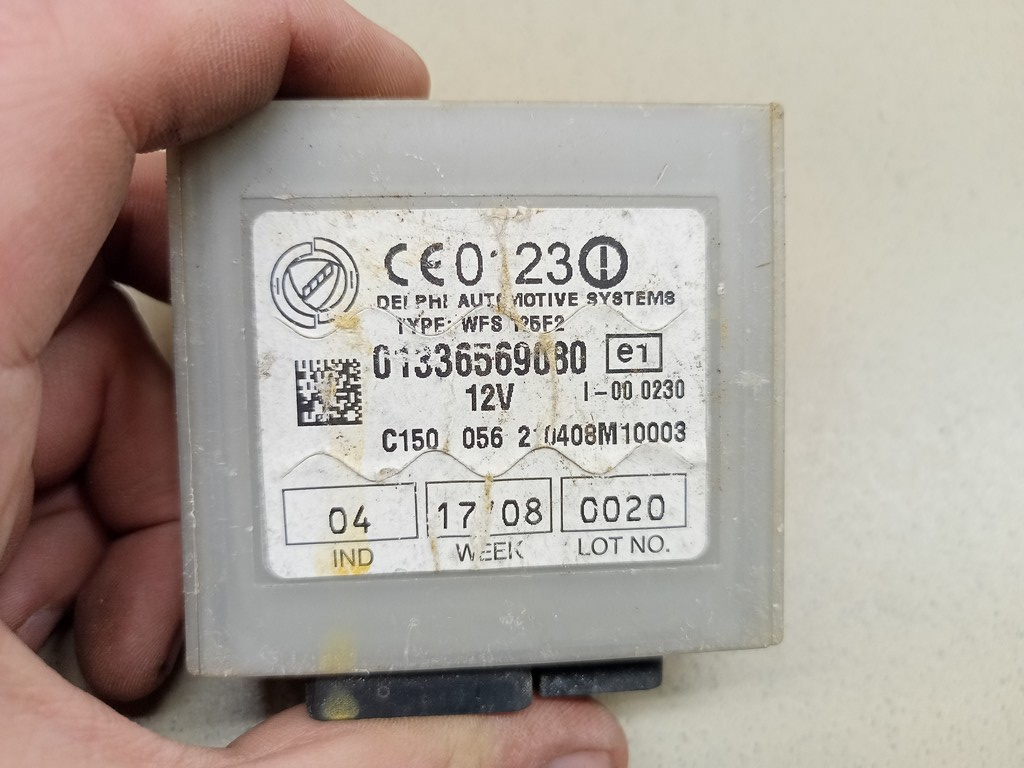 CE0123
DELPHI AUTOMOTIVE SYSTEMS
TYPE: WFS 125F2
01336569080 e1
12V I-00 0230
C150 056 210408M10003
04 17/08 0020
IND WEEK LOT NO.